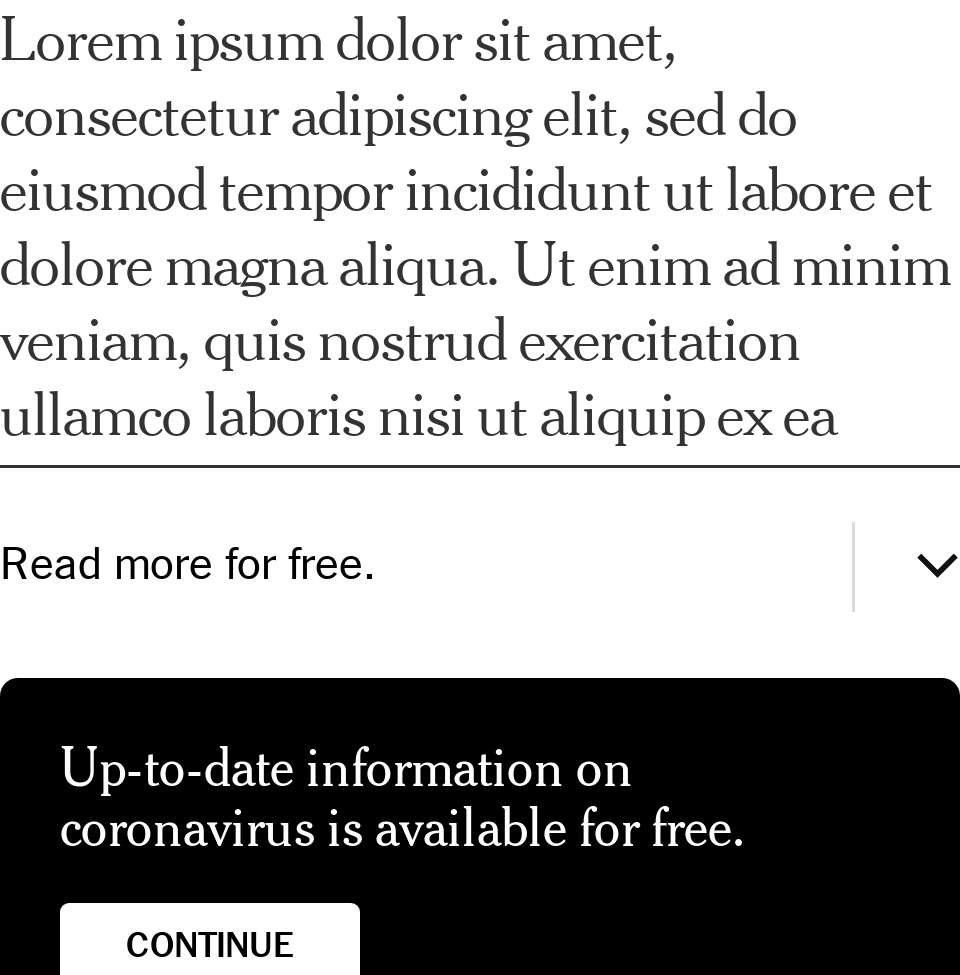 Lorem ipsum dolor sit amet,
consectetur adipiscing elit, sed do
eiusmod tempor incididunt ut labore et
dolore magna aliqua. Ut enim ad minim
veniam, quis nostrud exercitation
ullamco laboris nisi ut aliquip ex ea
Read more for free.
Up-to-date information on
coronavirus is available for free.
CONTINUE